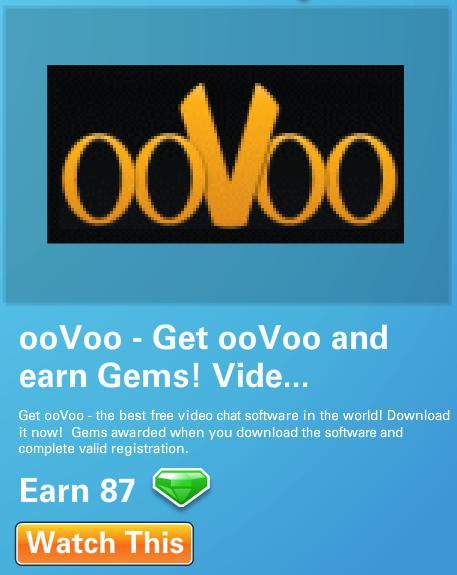 ooVoo
ooVoo - Get ooVoo and
earn Gems! Vide...
Get ooVoo - the best free video chat software in the world! Download
it now!  Gems awarded when you download the software and
complete valid registration.
Earn 87
Watch This